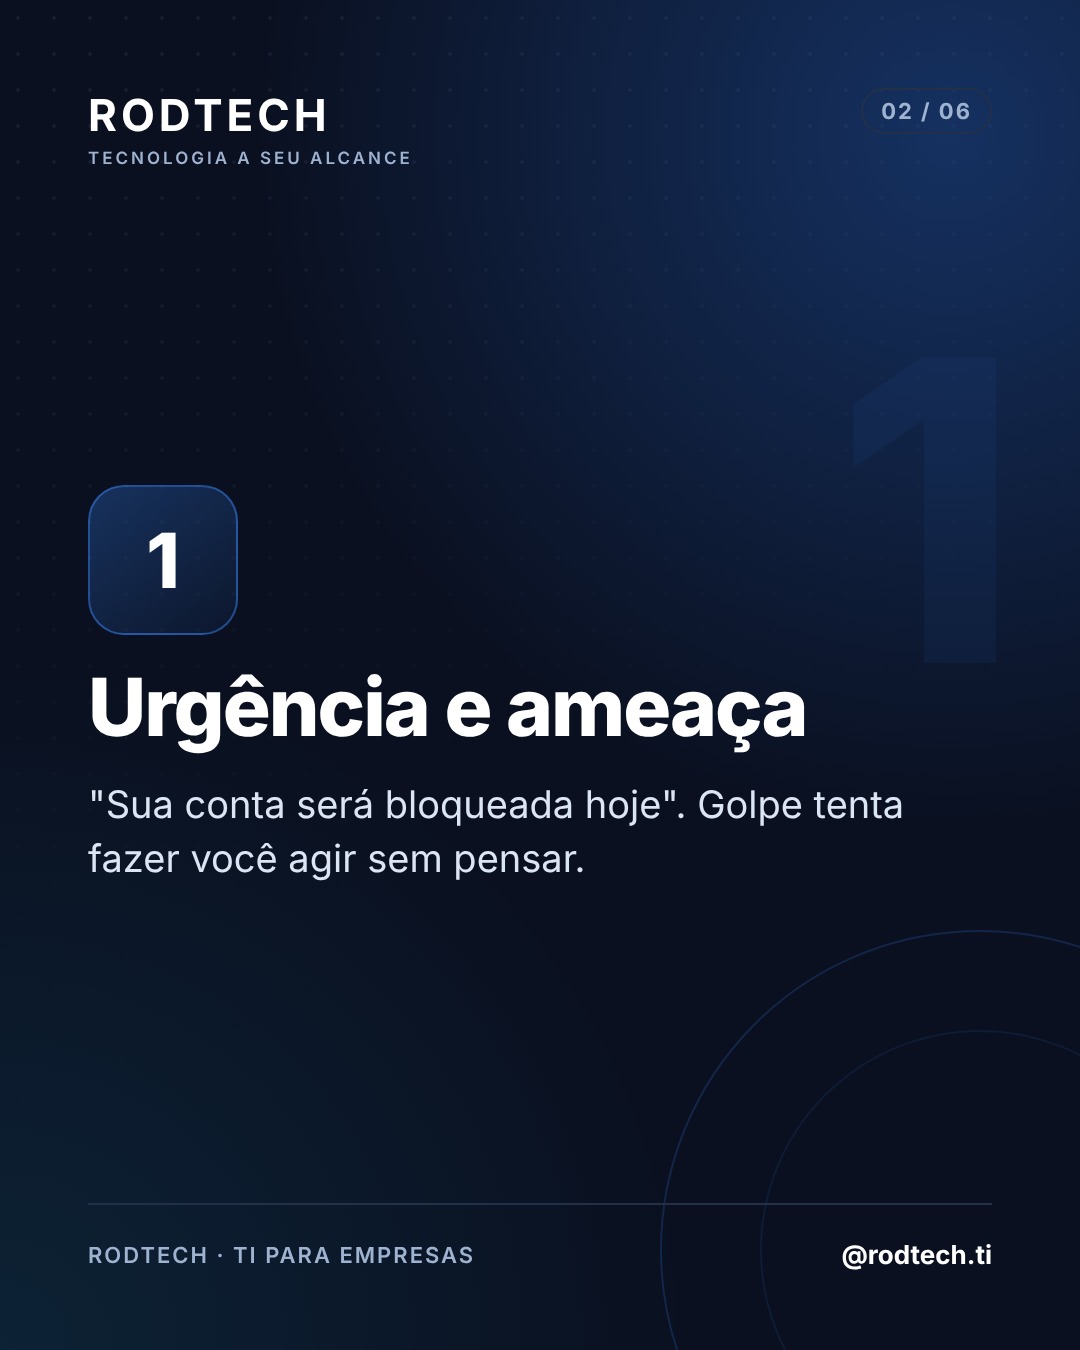 RODTECH
TECNOLOGIA A SEU ALCANCE
02 / 06
1
1
Urgência e ameaça
"Sua conta será bloqueada hoje". Golpe tenta
fazer você agir sem pensar.
RODTECH · TI PARA EMPRESAS
@rodtech.ti